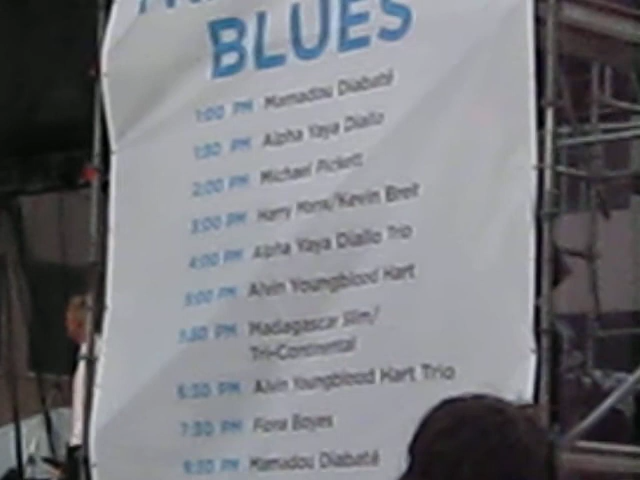 BLUES
1:00 PM Mamadou Diabaté
1:30 PM Alpha Yaya Diallo
2:00 PM Michael Pickett
3:00 PM Harry Manx/Kevin Breit
4:00 PM Alpha Yaya Diallo Trio
5:00 PM Alvin Youngblood Hart
5:30 PM Madagascar Slim/
Tri-Continental
6:30 PM Alvin Youngblood Hart Trio
7:30 PM Fiona Boyes
PM Mamadou Diabaté